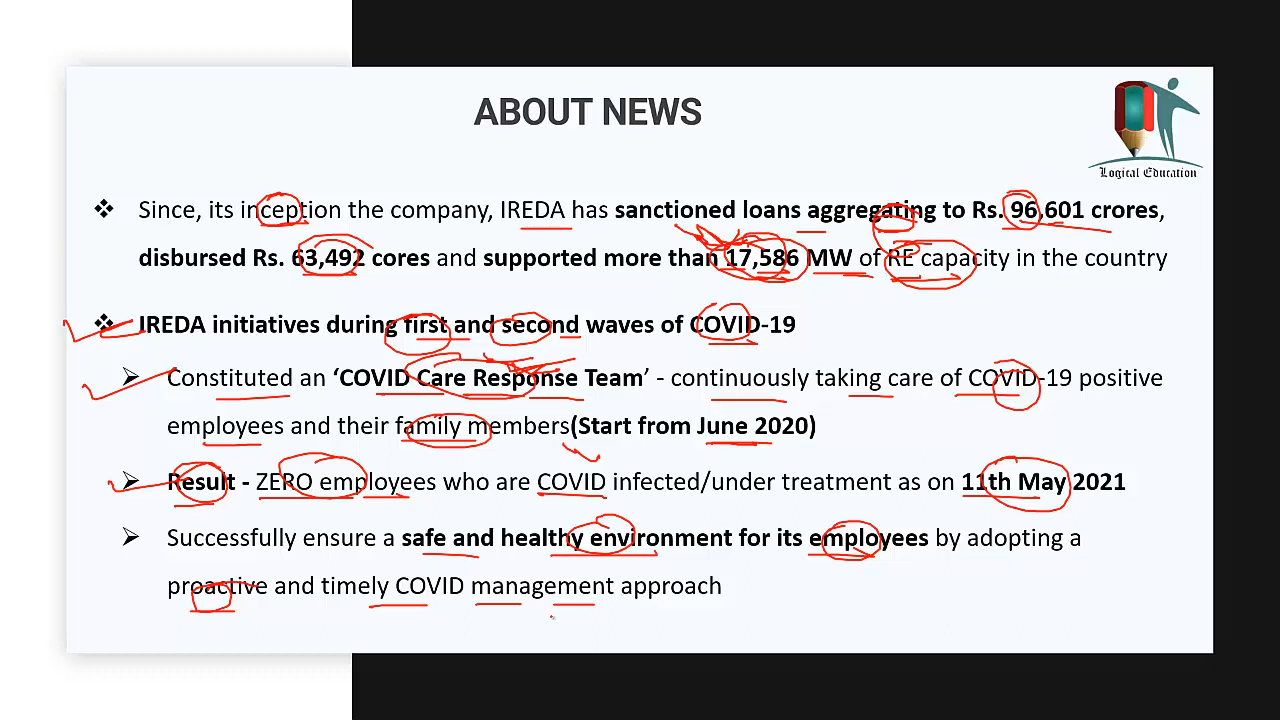 ABOUT NEWS
Logical Education
❖ Since, its inception the company, IREDA has sanctioned loans aggregating to Rs. 96,601 crores,
disbursed Rs. 63,492 cores and supported more than 17,586 MW of RE capacity in the country
❖ IREDA initiatives during first and second waves of COVID-19
➢ Constituted an ‘COVID Care Response Team’ - continuously taking care of COVID-19 positive
employees and their family members(Start from June 2020)
➢ Result - ZERO employees who are COVID infected/under treatment as on 11th May 2021
➢ Successfully ensure a safe and healthy environment for its employees by adopting a
proactive and timely COVID management approach